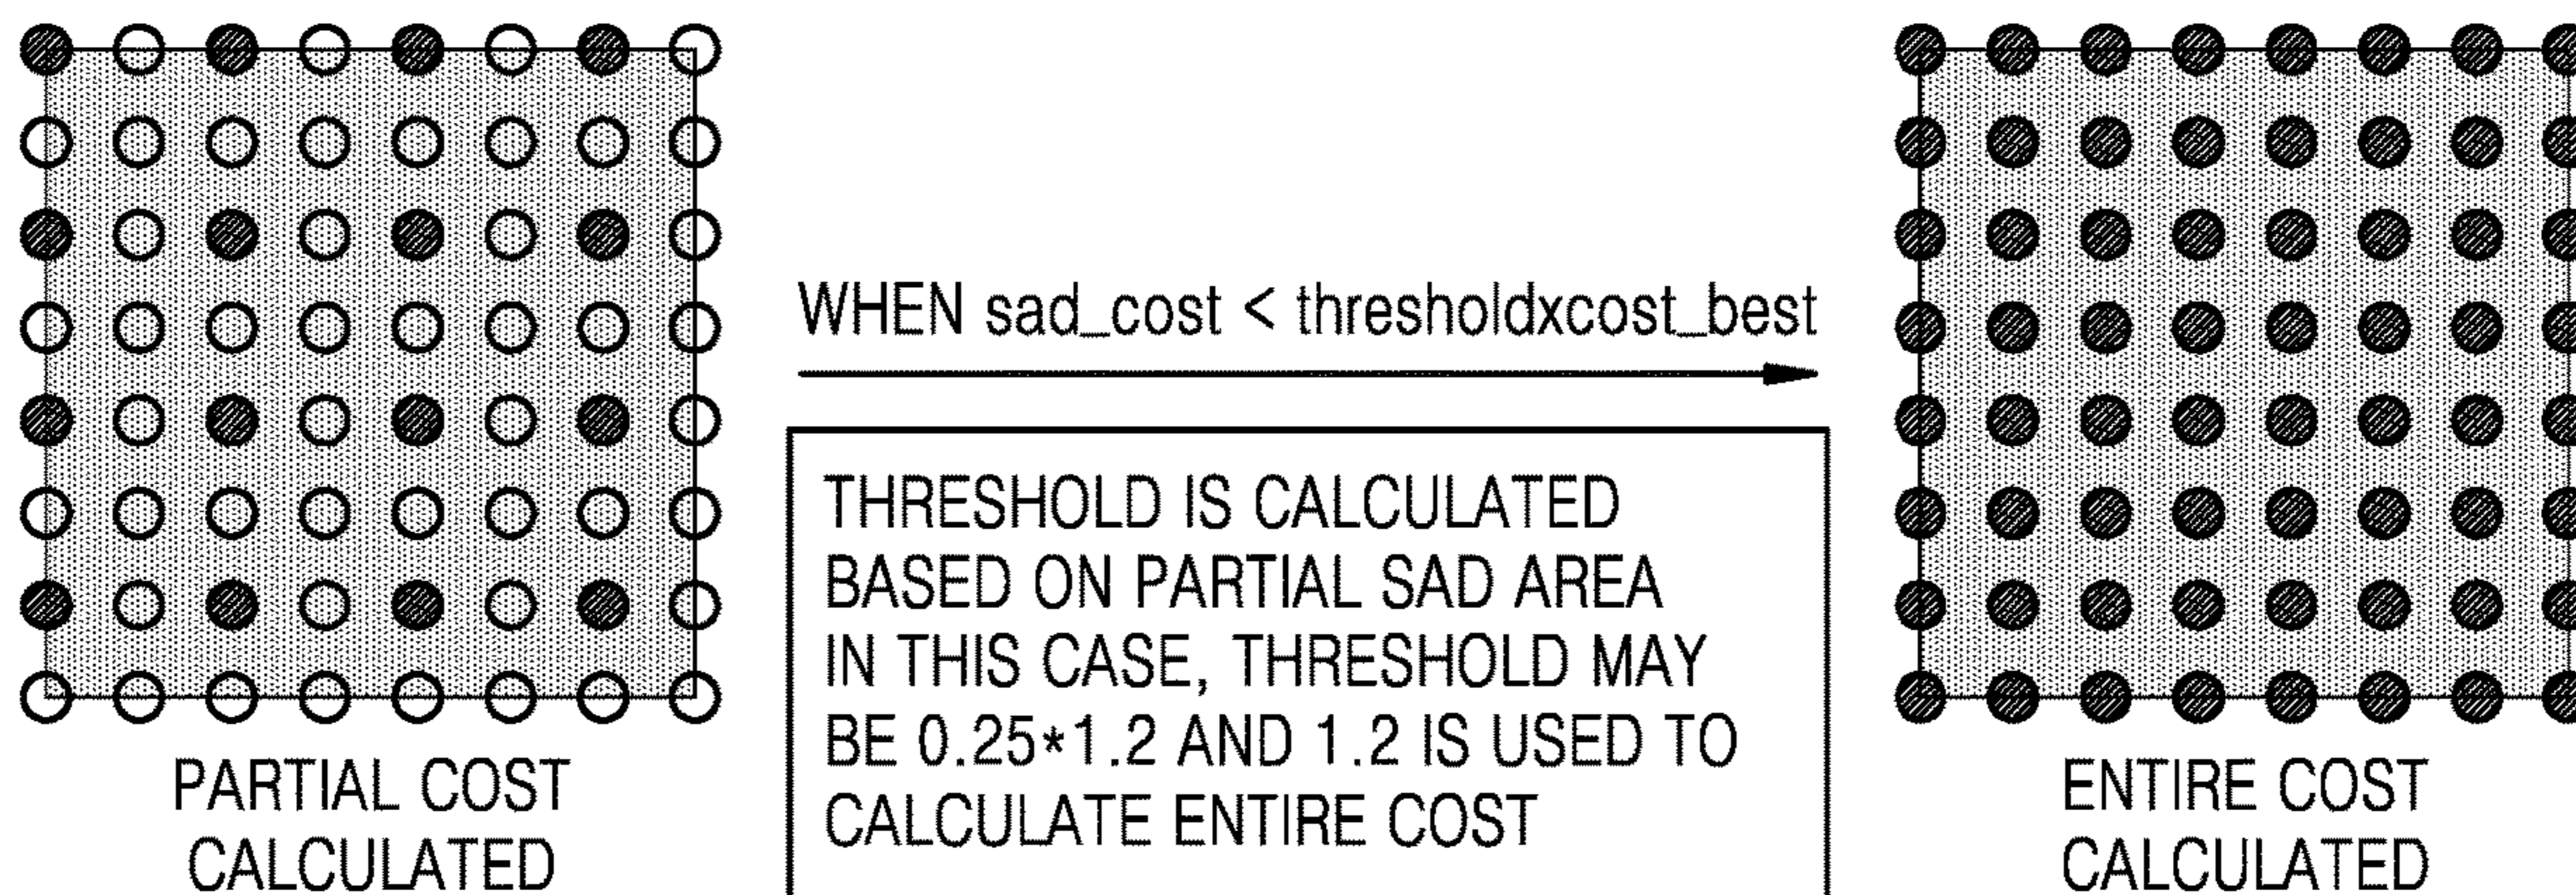 PARTIAL COST
CALCULATED
WHEN sad_cost < thresholdxcost_best
THRESHOLD IS CALCULATED
BASED ON PARTIAL SAD AREA
IN THIS CASE, THRESHOLD MAY
BE 0.25*1.2 AND 1.2 IS USED TO
CALCULATE ENTIRE COST
ENTIRE COST
CALCULATED